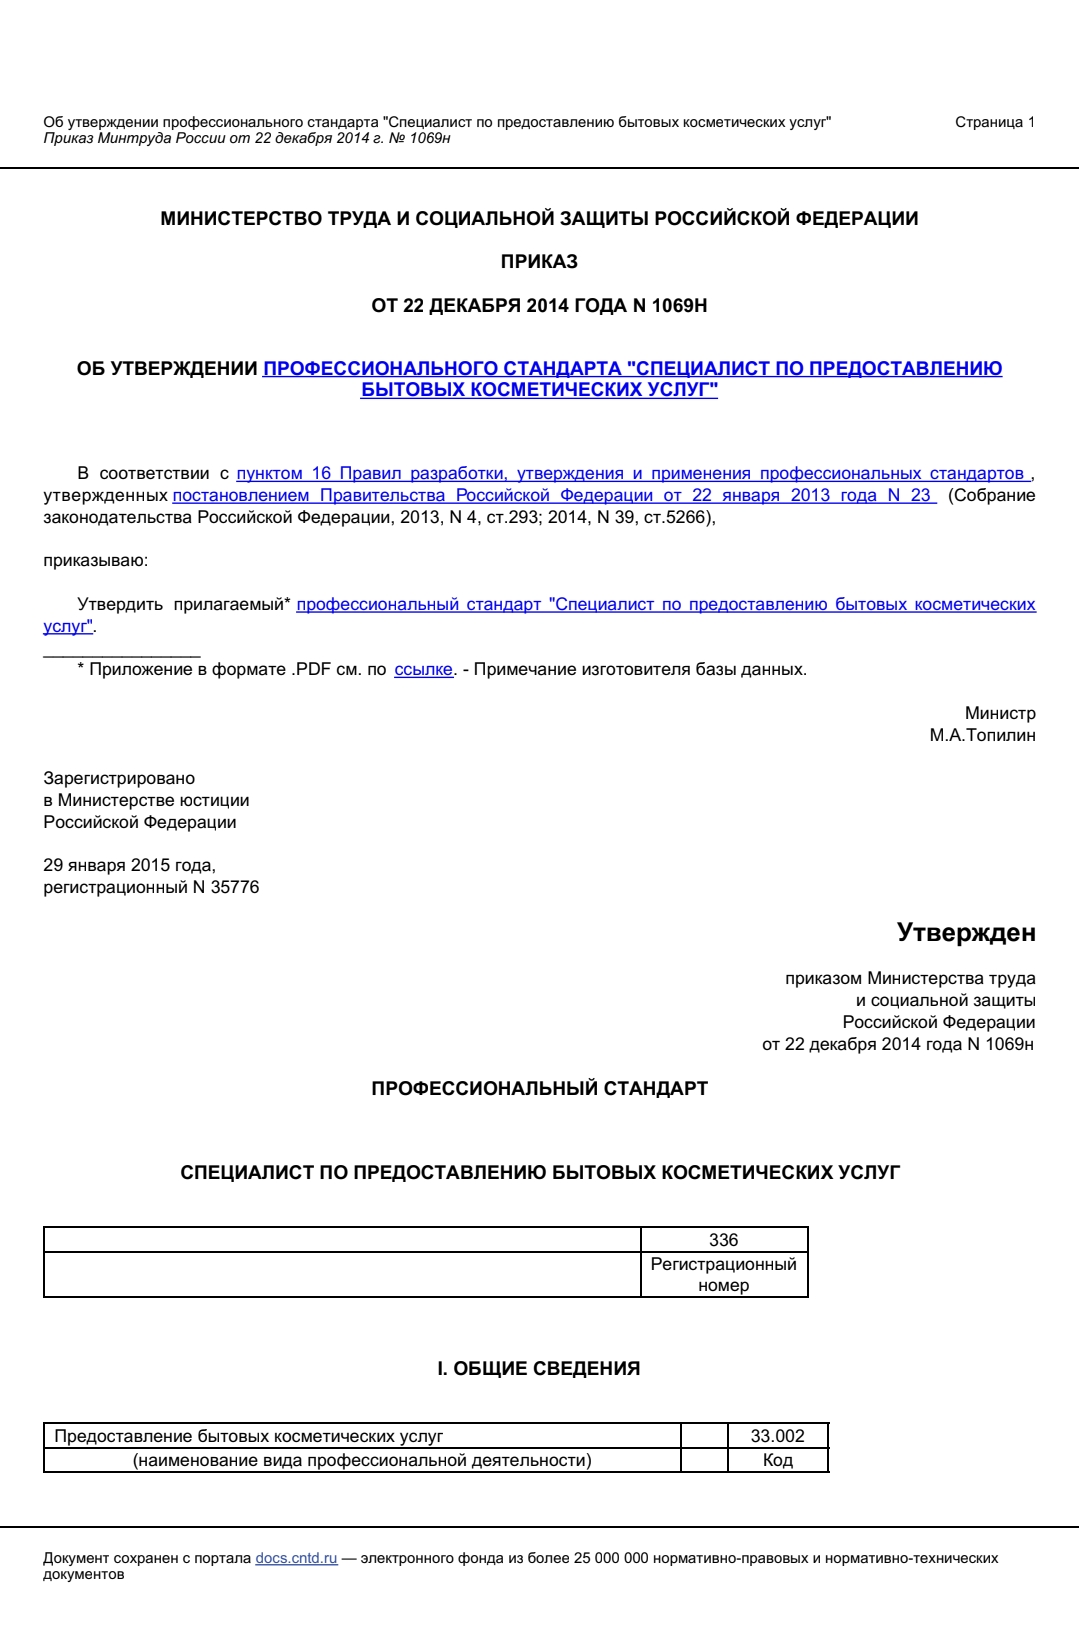 Об утверждении профессионального стандарта "Специалист по предоставлению бытовых косметических услуг" Страница 1
Приказ Минтруда России от 22 декабря 2014 г. № 1069н
МИНИСТЕРСТВО ТРУДА И СОЦИАЛЬНОЙ ЗАЩИТЫ РОССИЙСКОЙ ФЕДЕРАЦИИ
ПРИКАЗ
ОТ 22 ДЕКАБРЯ 2014 ГОДА N 1069Н
ОБ УТВЕРЖДЕНИИ ПРОФЕССИОНАЛЬНОГО СТАНДАРТА "СПЕЦИАЛИСТ ПО ПРЕДОСТАВЛЕНИЮ
БЫТОВЫХ КОСМЕТИЧЕСКИХ УСЛУГ"
В соответствии с пунктом 16 Правил разработки, утверждения и применения профессиональных стандартов ,
утвержденных постановлением Правительства Российской Федерации от 22 января 2013 года N 23 (Собрание
законодательства Российской Федерации, 2013, N 4, ст.293; 2014, N 39, ст.5266),
приказываю:
Утвердить прилагаемый* профессиональный стандарт "Специалист по предоставлению бытовых косметических
услуг".
________________
* Приложение в формате .PDF см. по ссылке. - Примечание изготовителя базы данных.
Министр
М.А.Топилин
Зарегистрировано
в Министерстве юстиции
Российской Федерации
29 января 2015 года,
регистрационный N 35776
Утвержден
приказом Министерства труда
и социальной защиты
Российской Федерации
от 22 декабря 2014 года N 1069н
ПРОФЕССИОНАЛЬНЫЙ СТАНДАРТ
СПЕЦИАЛИСТ ПО ПРЕДОСТАВЛЕНИЮ БЫТОВЫХ КОСМЕТИЧЕСКИХ УСЛУГ
336
Регистрационный
номер
I. ОБЩИЕ СВЕДЕНИЯ
Предоставление бытовых косметических услуг 33.002
(наименование вида профессиональной деятельности) Код
Документ сохранен с портала docs.cntd.ru — электронного фонда из более 25 000 000 нормативно-правовых и нормативно-технических
документов